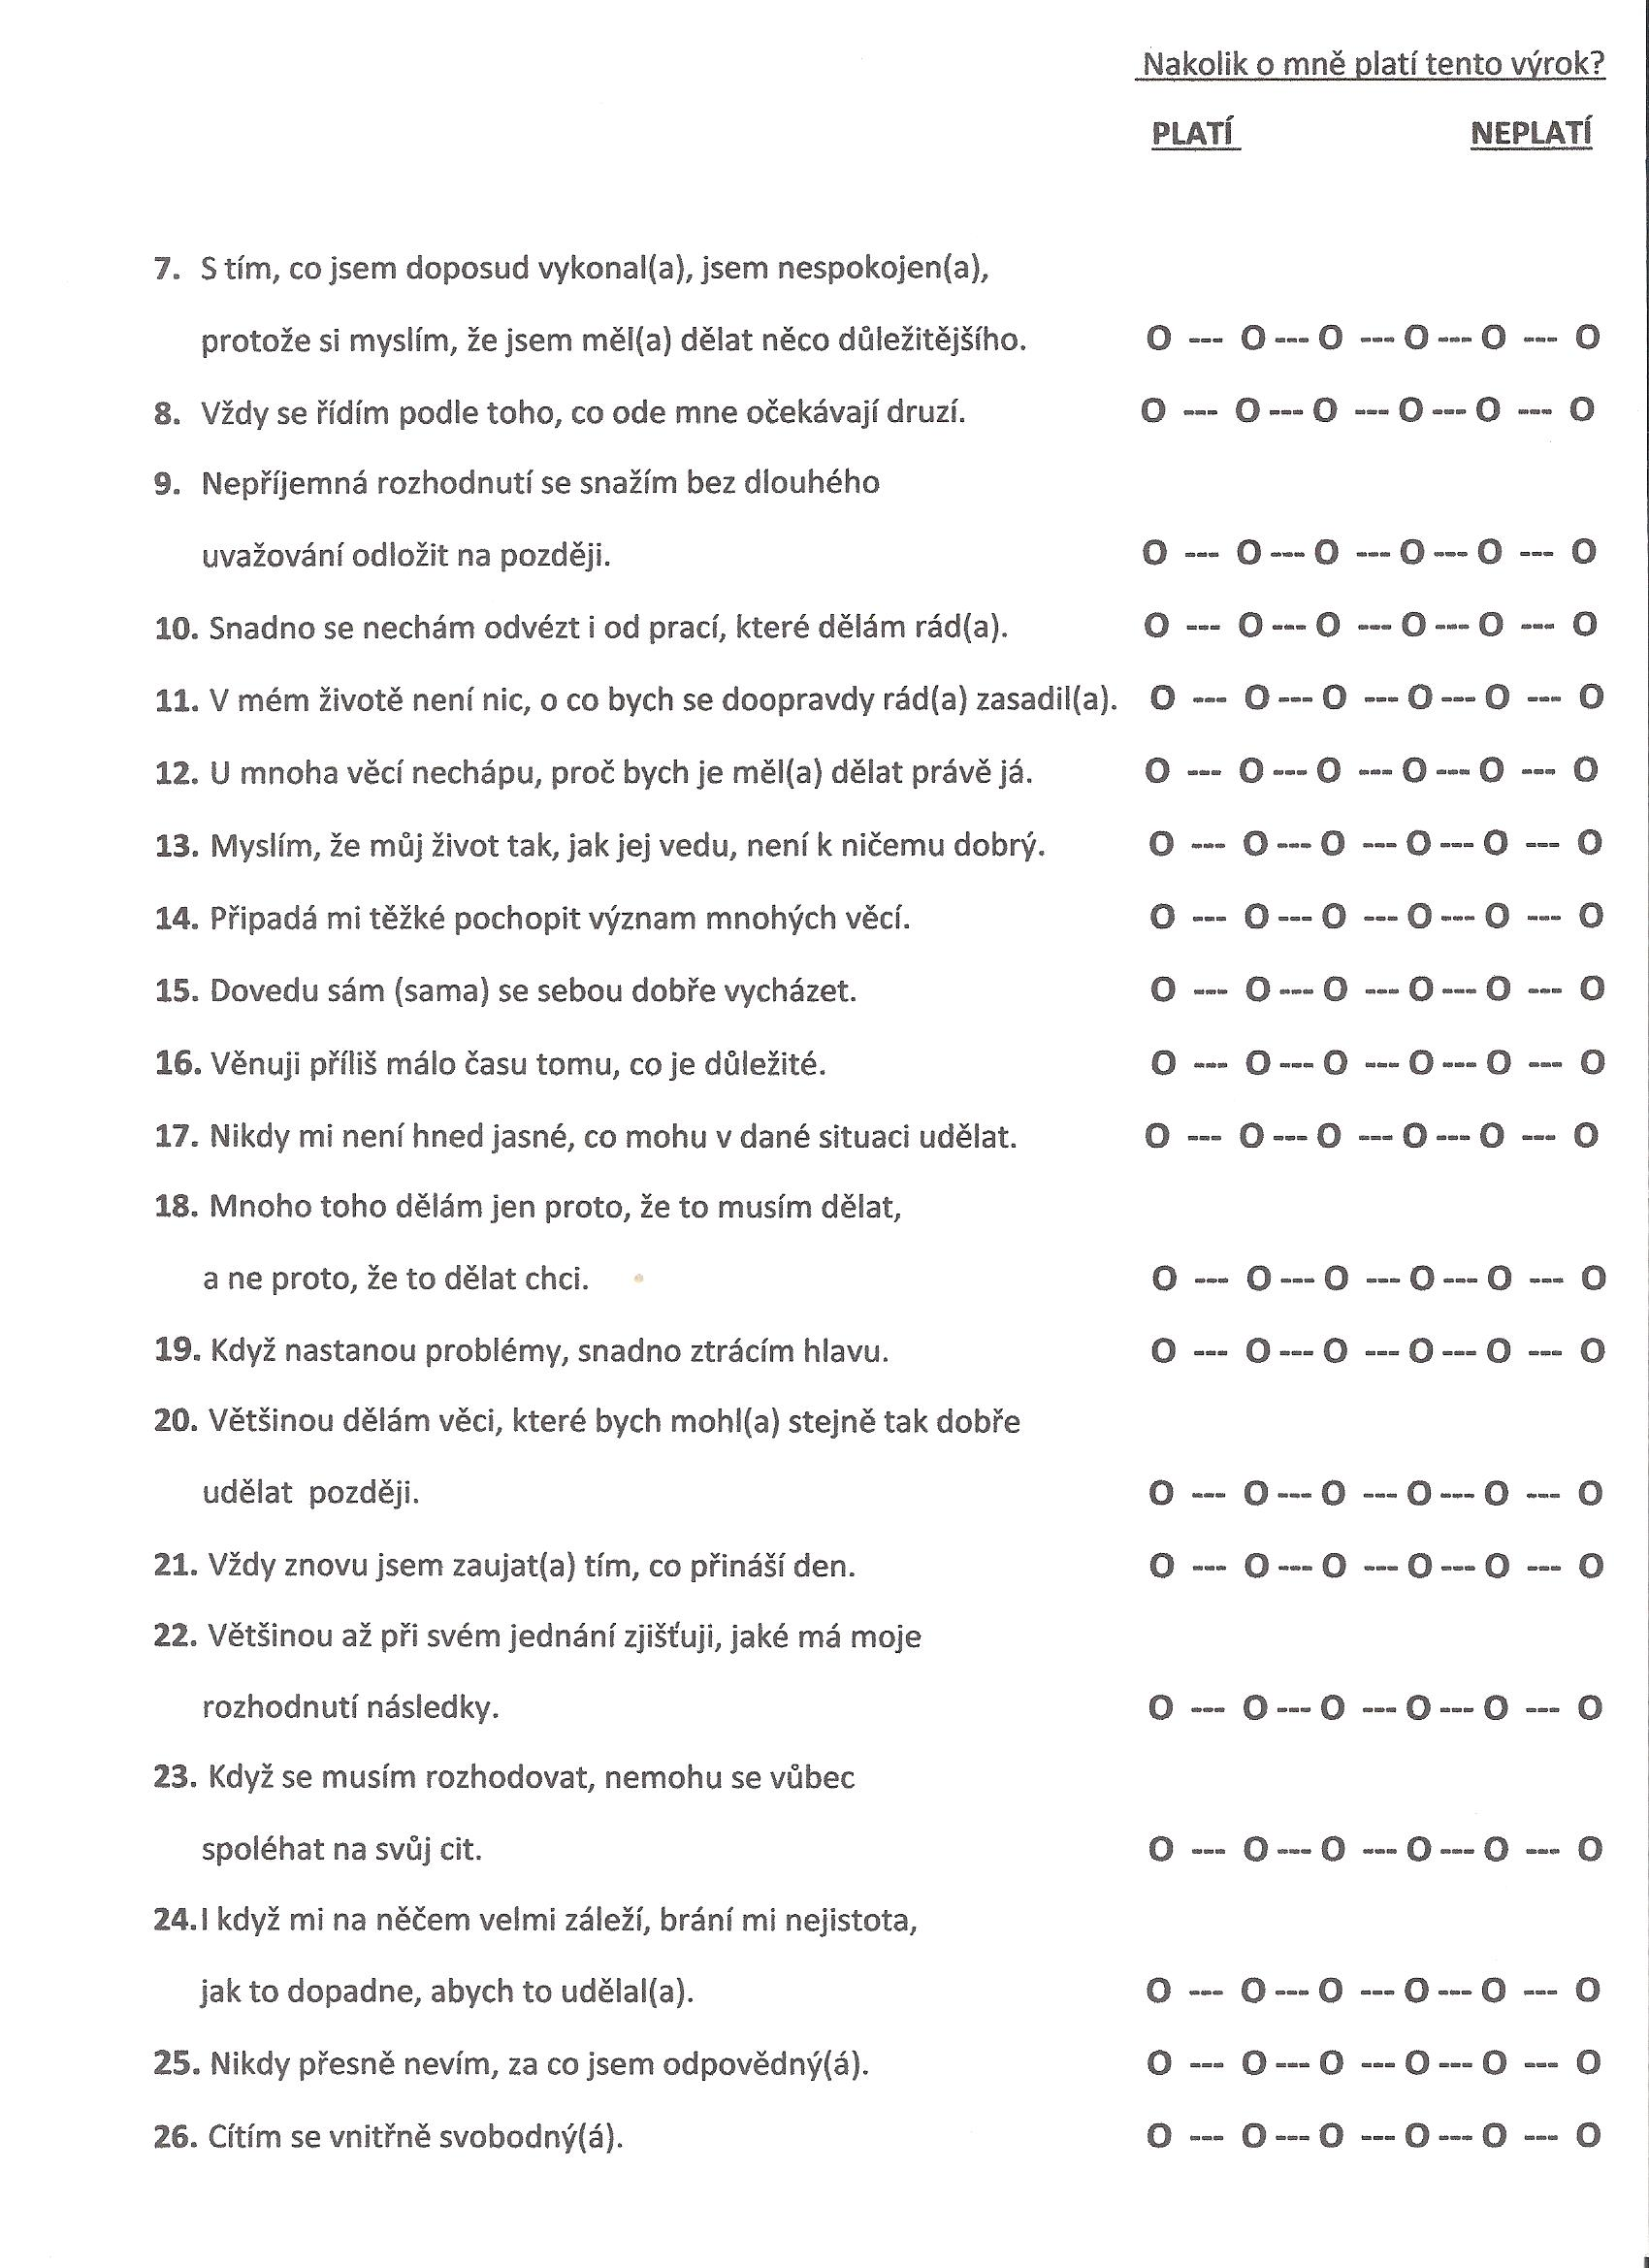 Nakolik o mně platí tento výrok?
PLATÍ NEPLATÍ
7. S tím, co jsem doposud vykonal(a), jsem nespokojen(a),
protože si myslím, že jsem měl(a) dělat něco důležitějšího. O --- O --- O --- O --- O --- O
8. Vždy se řídím podle toho, co ode mne očekávají druzí. O --- O --- O --- O --- O --- O
9. Nepříjemná rozhodnutí se snažím bez dlouhého
uvažování odložit na později. O --- O --- O --- O --- O --- O
10. Snadno se nechám odvézt i od prací, které dělám rád(a). O --- O --- O --- O --- O --- O
11. V mém životě není nic, o co bych se doopravdy rád(a) zasadil(a). O --- O --- O --- O --- O --- O
12. U mnoha věcí nechápu, proč bych je měl(a) dělat právě já. O --- O --- O --- O --- O --- O
13. Myslím, že můj život tak, jak jej vedu, není k ničemu dobrý. O --- O --- O --- O --- O --- O
14. Připadá mi těžké pochopit význam mnohých věcí. O --- O --- O --- O --- O --- O
15. Dovedu sám (sama) se sebou dobře vycházet. O --- O --- O --- O --- O --- O
16. Věnuji příliš málo času tomu, co je důležité. O --- O --- O --- O --- O --- O
17. Nikdy mi není hned jasné, co mohu v dané situaci udělat. O --- O --- O --- O --- O --- O
18. Mnoho toho dělám jen proto, že to musím dělat,
a ne proto, že to dělat chci. O --- O --- O --- O --- O --- O
19. Když nastanou problémy, snadno ztrácím hlavu. O --- O --- O --- O --- O --- O
20. Většinou dělám věci, které bych mohl(a) stejně tak dobře
udělat později. O --- O --- O --- O --- O --- O
21. Vždy znovu jsem zaujat(a) tím, co přináší den. O --- O --- O --- O --- O --- O
22. Většinou až při svém jednání zjišťuji, jaké má moje
rozhodnutí následky. O --- O --- O --- O --- O --- O
23. Když se musím rozhodovat, nemohu se vůbec
spoléhat na svůj cit. O --- O --- O --- O --- O --- O
24. I když mi na něčem velmi záleží, brání mi nejistota,
jak to dopadne, abych to udělal(a). O --- O --- O --- O --- O --- O
25. Nikdy přesně nevím, za co jsem odpovědný(á). O --- O --- O --- O --- O --- O
26. Cítím se vnitřně svobodný(á). O --- O --- O --- O --- O --- O